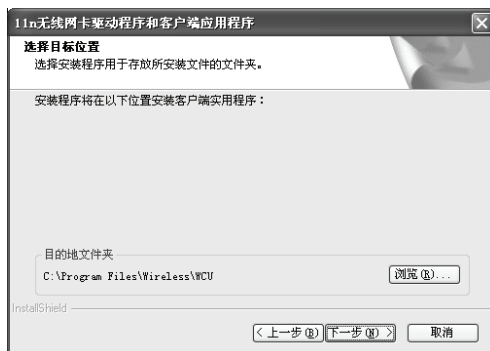 11n无线网卡驱动程序和客户端应用程序
选择目标位置
选择安装程序用于存放所安装文件的文件夹。
安装程序将在以下位置安装客户端实用程序：
目的地文件夹
C:\Program Files\Wireless\WCU
浏览(R)...
InstallShield
< 上一步(B) 下一步(N) > 取消